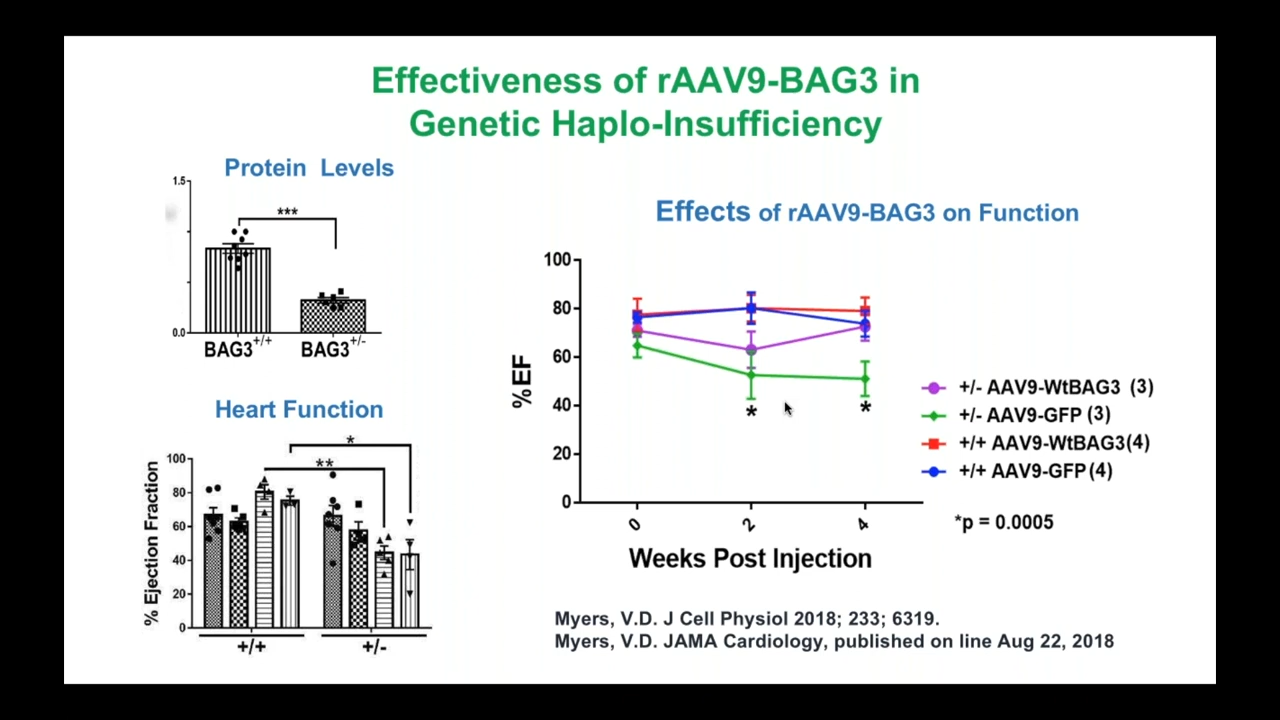 Effectiveness of rAAV9-BAG3 in
Genetic Haplo-Insufficiency
Protein Levels
1.5
***
0.0
BAG3+/+ BAG3+/-
Heart Function
*
**
% Ejection Fraction
100
80
60
40
20
0
+/+ +/-
Effects of rAAV9-BAG3 on Function
%EF
100
80
60
40
20
0
* *
0 2 4
Weeks Post Injection
+/- AAV9-WtBAG3 (3)
+/- AAV9-GFP (3)
+/+ AAV9-WtBAG3(4)
+/+ AAV9-GFP (4)
*p = 0.0005
Myers, V.D. J Cell Physiol 2018; 233; 6319.
Myers, V.D. JAMA Cardiology, published on line Aug 22, 2018